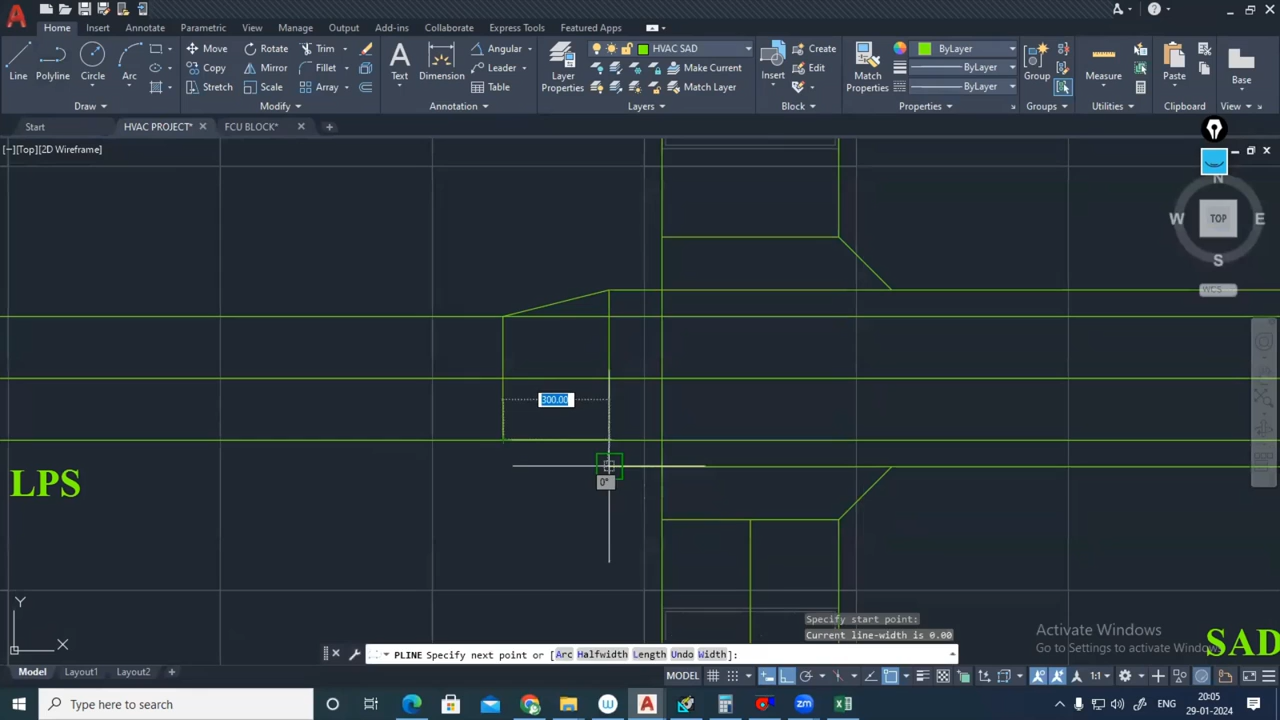 Home Insert Annotate Parametric View Manage Output Add-ins Collaborate Express Tools Featured Apps
Line Polyline Circle Arc Move Rotate Trim Text Dimension Angular Layer Properties HVAC SAD Insert Create Match Properties ByLayer Group Measure Paste Base
Copy Mirror Fillet Leader Make Current Edit ByLayer
Stretch Scale Array Table Match Layer ByLayer
Draw Modify Annotation Layers Block Properties Groups Utilities Clipboard View
Start HVAC PROJECT* FCU BLOCK*
[−][Top][2D Wireframe]
N
W TOP E
S
WCS
300.00
0°
LPS
SAD
Y
X
Specify start point:
Current line-width is 0.00
Activate Windows
Go to Settings to activate Windows.
PLINE Specify next point or [Arc Halfwidth Length Undo Width]:
Model Layout1 Layout2 MODEL 1:1
Type here to search ENG 20:05
29-01-2024